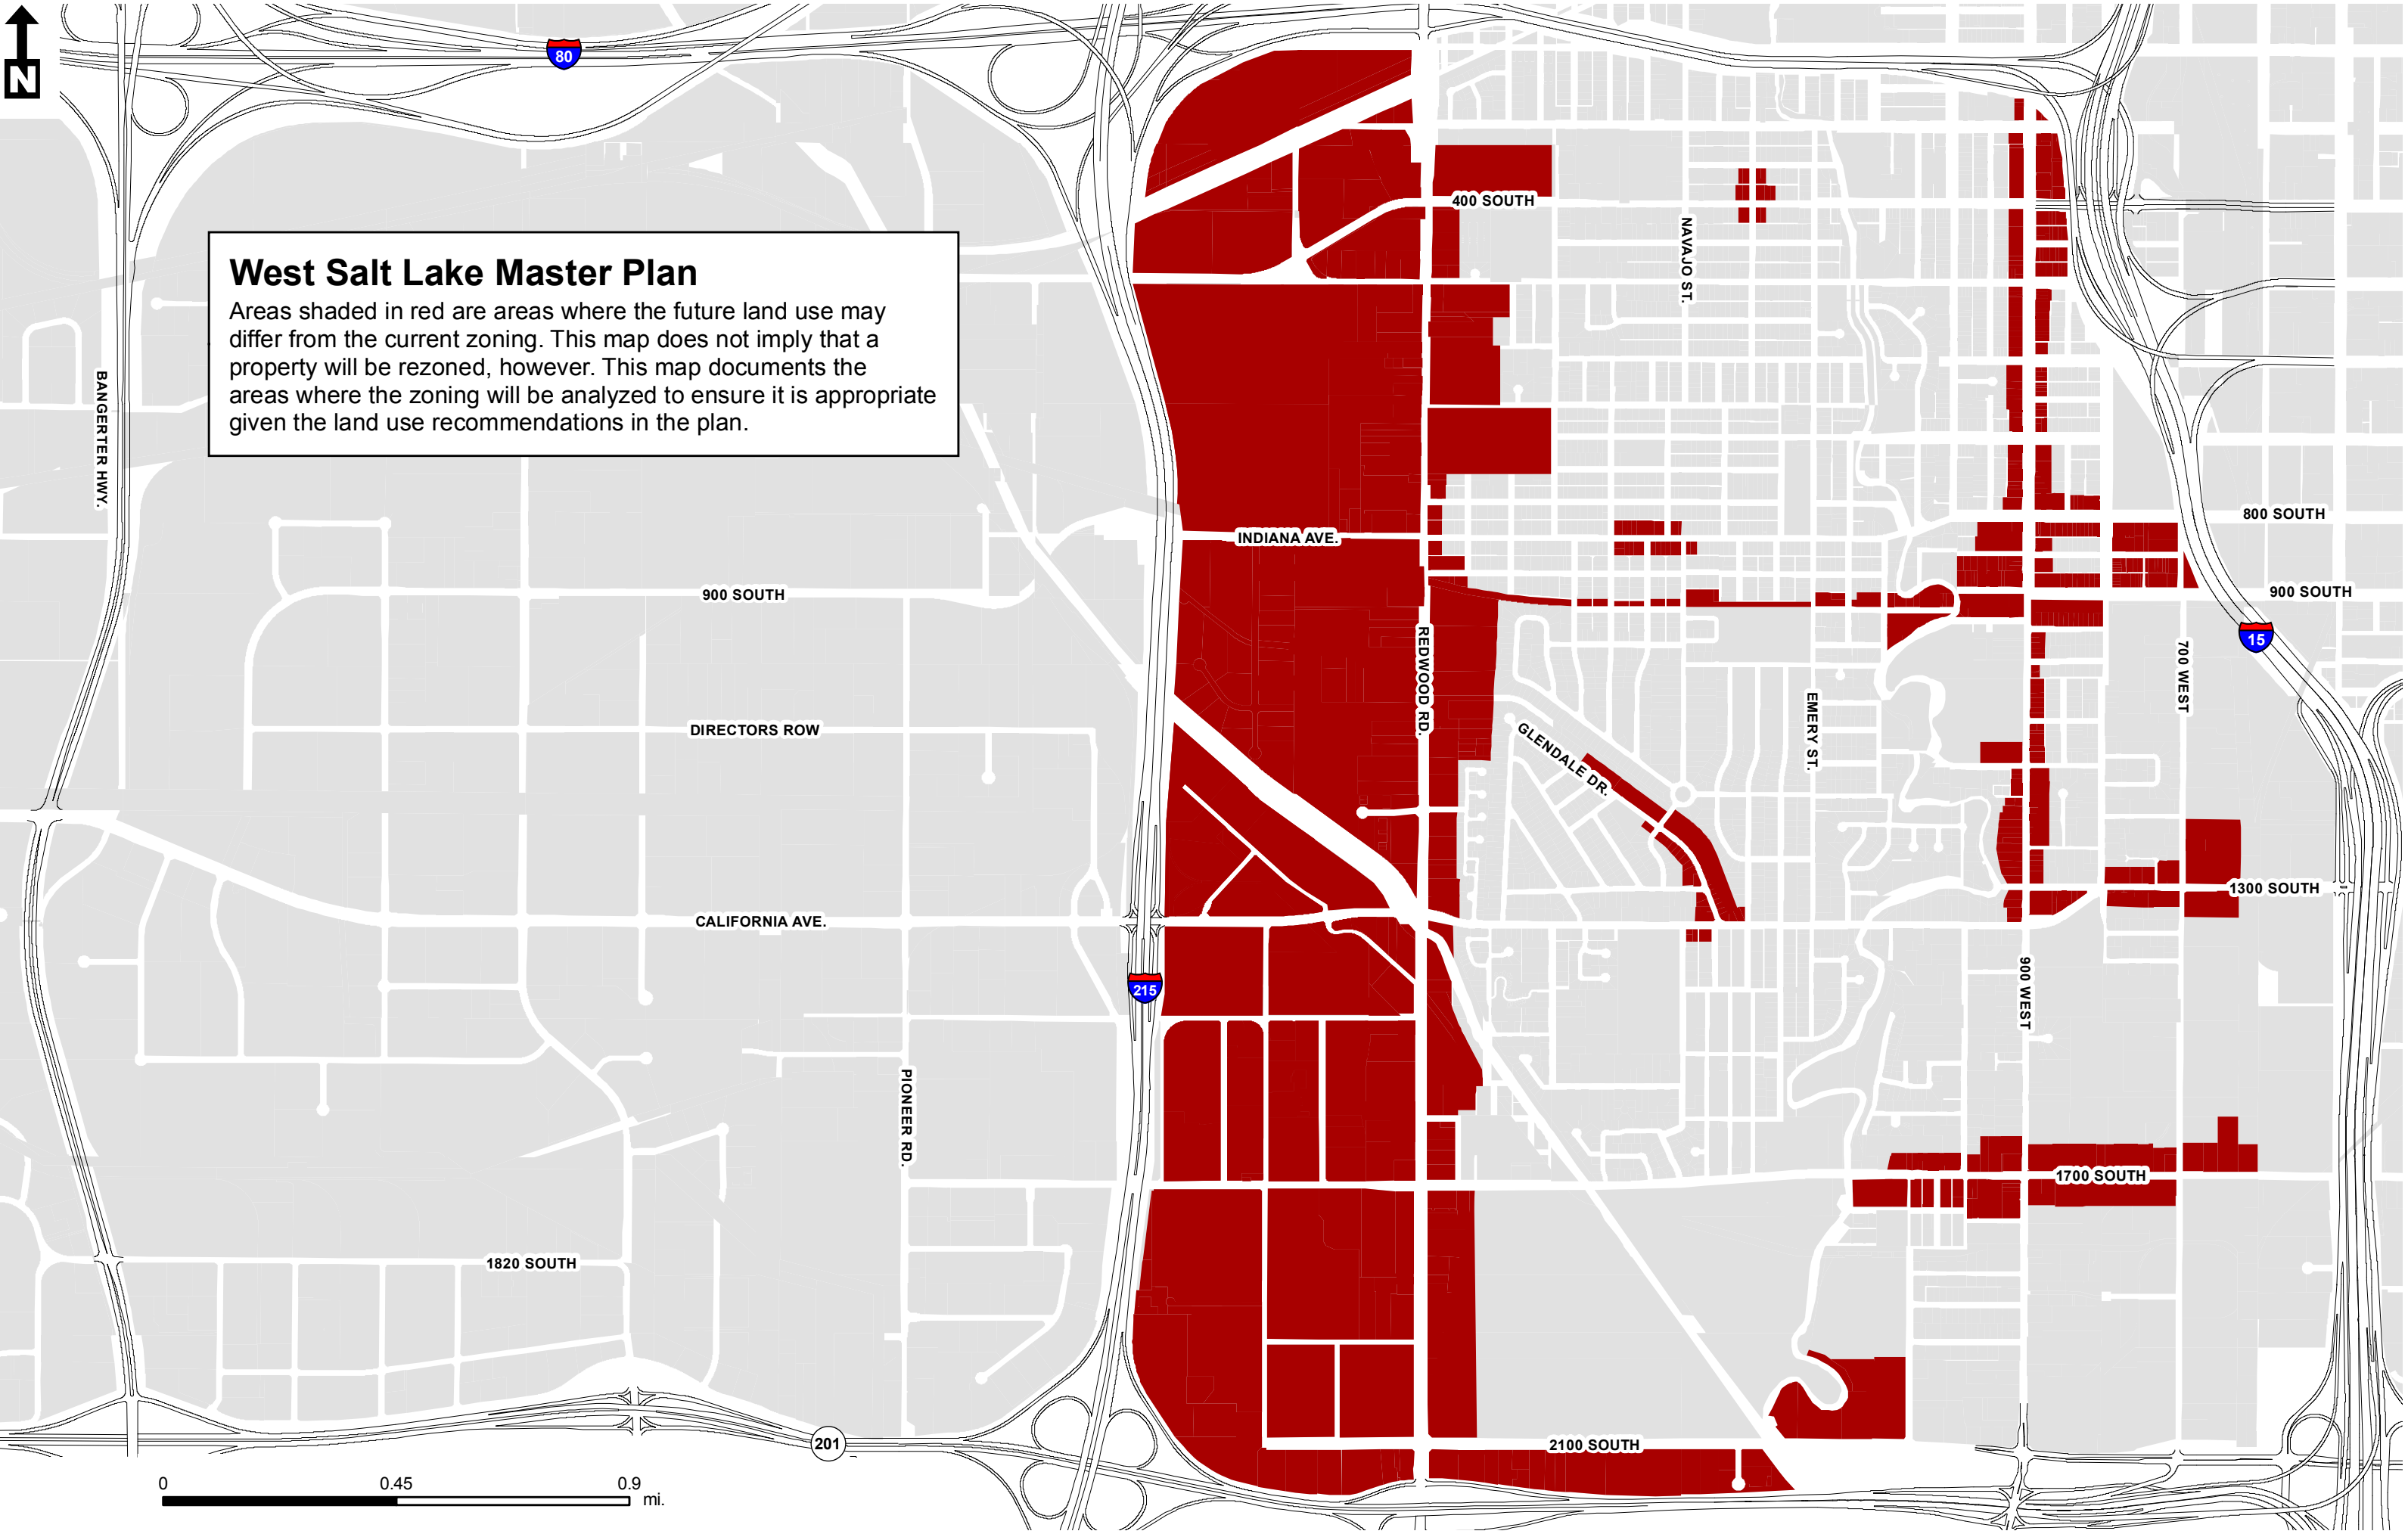 N
80
West Salt Lake Master Plan
Areas shaded in red are areas where the future land use may
differ from the current zoning. This map does not imply that a
property will be rezoned, however. This map documents the
areas where the zoning will be analyzed to ensure it is appropriate
given the land use recommendations in the plan.
400 SOUTH
NAVAJO ST.
BANGERTER HWY.
INDIANA AVE.
800 SOUTH
900 SOUTH
900 SOUTH
15
REDWOOD RD.
700 WEST
EMERY ST.
DIRECTORS ROW
GLENDALE DR.
1300 SOUTH
CALIFORNIA AVE.
215
900 WEST
PIONEER RD.
1700 SOUTH
1820 SOUTH
201
2100 SOUTH
0 0.45 0.9
mi.